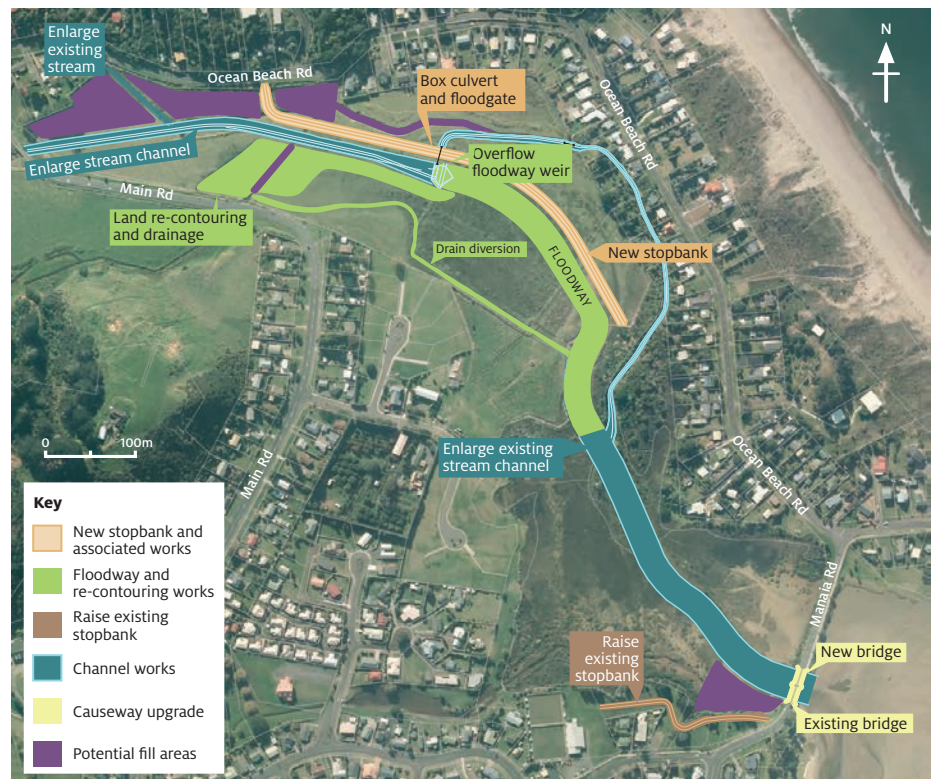 Enlarge
existing
stream
Ocean Beach Rd
Box culvert
and floodgate
N
Ocean Beach Rd
Enlarge stream channel
Overflow
floodway weir
Main Rd
Land re-contouring
and drainage
Drain diversion
FLOODWAY
New stopbank
0 100m
Enlarge existing
stream channel
Main Rd
Ocean Beach Rd
Key
New stopbank and
associated works
Floodway and
re-contouring works
Raise existing
stopbank
Channel works
Causeway upgrade
Potential fill areas
Manaia Rd
Raise
existing
stopbank
New bridge
Existing bridge